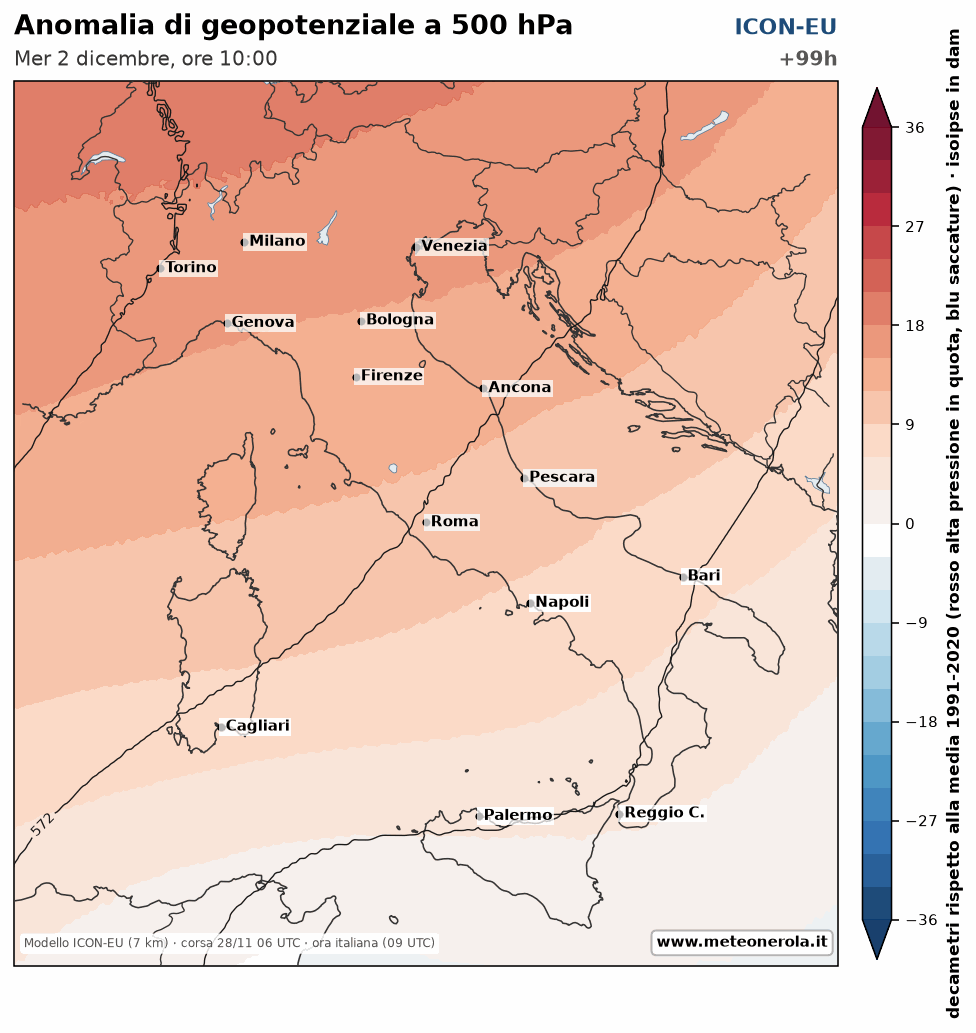 Anomalia di geopotenziale a 500 hPa
ICON-EU
Mer 2 dicembre, ore 10:00
+99h
Milano
Venezia
Torino
Genova
Bologna
Firenze
Ancona
Pescara
Roma
Bari
Napoli
Cagliari
572
Palermo
Reggio C.
Modello ICON-EU (7 km) · corsa 28/11 06 UTC · ora italiana (09 UTC)
www.meteonerola.it
36
27
18
9
0
−9
−18
−27
−36
decametri rispetto alla media 1991-2020 (rosso alta pressione in quota, blu saccature) · isoipse in dam